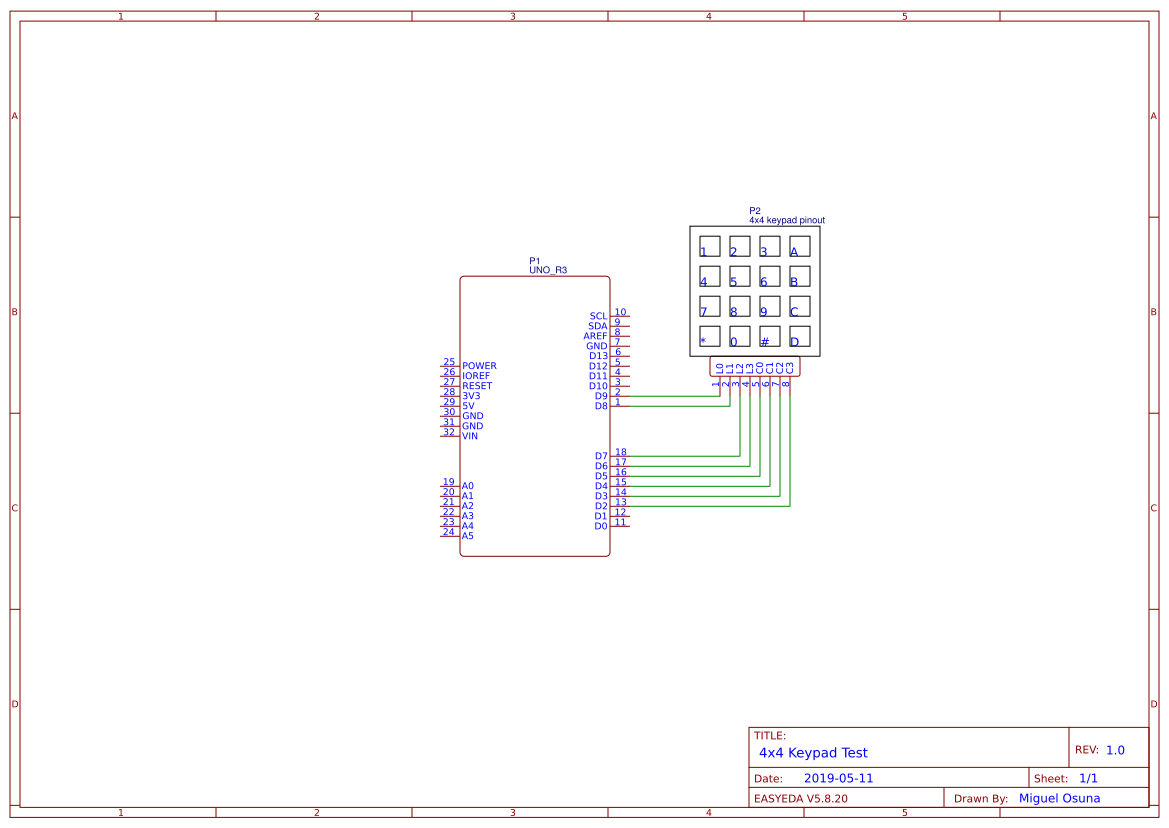 1 2 3 4 5
A A
P2
4x4 keypad pinout
1 2 3 A
4 5 6 B
7 8 9 C
* 0 # D
L0 L1 L2 L3 C0 C1 C2 C3
1 2 3 4 5 6 7 8
P1
UNO_R3
B B
SCL 10
SDA 9
AREF 8
GND 7
D13 6
D12 5
D11 4
D10 3
D9 2
D8 1
25 POWER
26 IOREF
27 RESET
28 3V3
29 5V
30 GND
31 GND
32 VIN
D7 18
D6 17
D5 16
D4 15
D3 14
D2 13
D1 12
D0 11
19 A0
20 A1
21 A2
22 A3
23 A4
24 A5
C C
D D
TITLE:
4x4 Keypad Test
REV: 1.0
Date: 2019-05-11
Sheet: 1/1
EASYEDA V5.8.20
Drawn By: Miguel Osuna
1 2 3 4 5